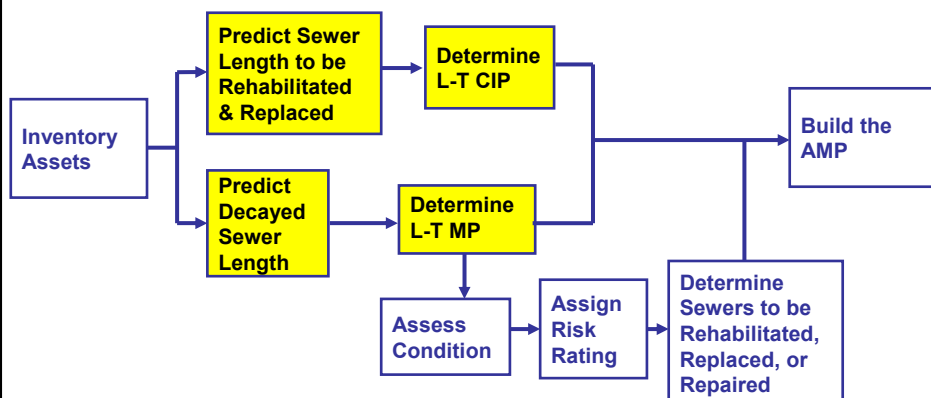 Inventory
Assets
Predict Sewer
Length to be
Rehabilitated
& Replaced
Determine
L-T CIP
Predict
Decayed
Sewer
Length
Determine
L-T MP
Assess
Condition
Assign
Risk
Rating
Determine
Sewers to be
Rehabilitated,
Replaced, or
Repaired
Build the
AMP